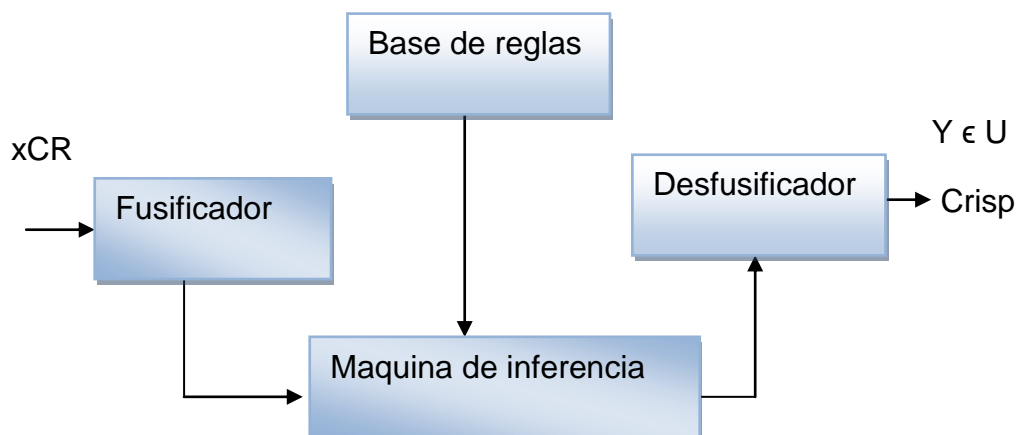 Base de reglas
xCR
Fusificador
Y ϵ U
Desfusificador
Crisp
Maquina de inferencia